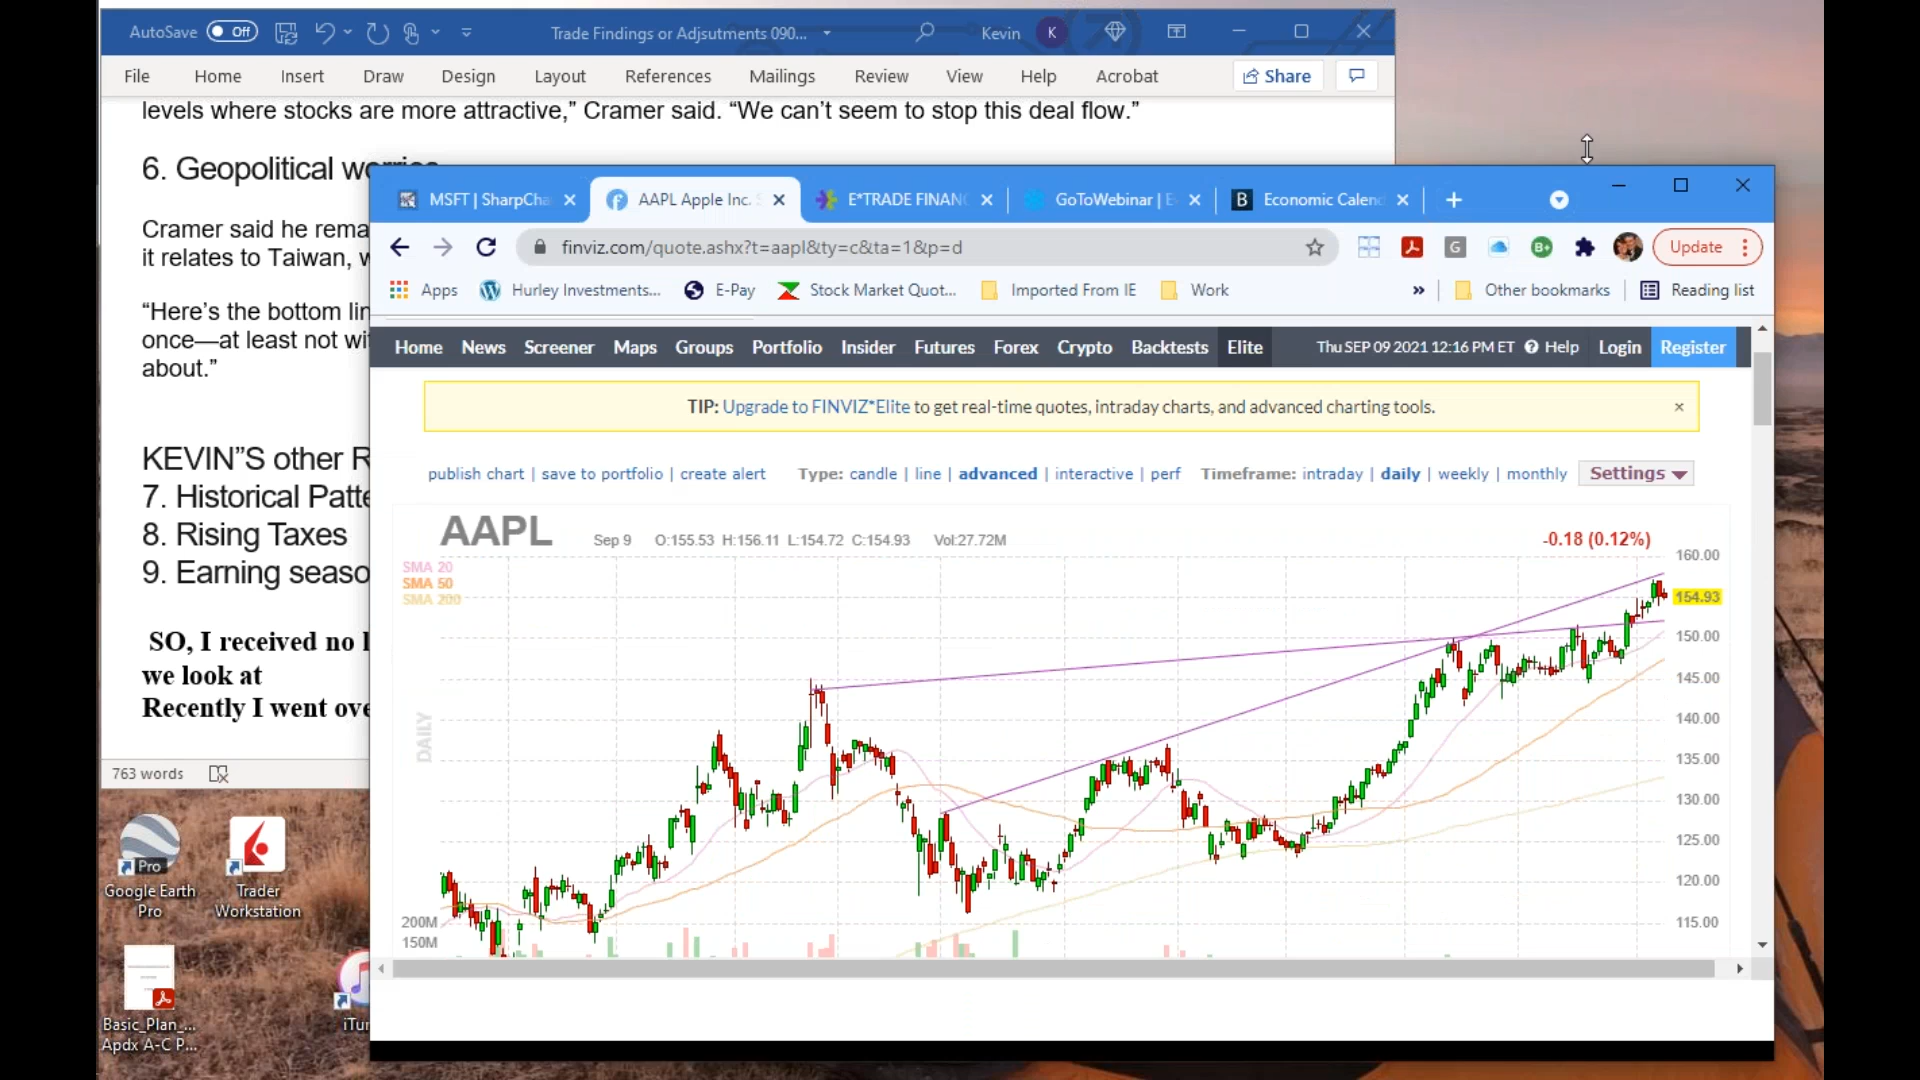 AutoSave Off Trade Findings or Adjsutments 090... Kevin K
File Home Insert Draw Design Layout References Mailings Review View Help Acrobat Share
levels where stocks are more attractive,” Cramer said. “We can’t seem to stop this deal flow.”
6. Geopolitical worries
Cramer said he rema
it relates to Taiwan, w
“Here’s the bottom lin
once—at least not wi
about.”
KEVIN”S other R
7. Historical Patte
8. Rising Taxes
9. Earning seaso
SO, I received no l
we look at
Recently I went ove
763 words
MSFT | SharpCha AAPL Apple Inc. S E*TRADE FINANC GoToWebinar | E Economic Calen
finviz.com/quote.ashx?t=aapl&ty=c&ta=1&p=d Update
Apps Hurley Investments... E-Pay Stock Market Quot... Imported From IE Work » Other bookmarks Reading list
Home News Screener Maps Groups Portfolio Insider Futures Forex Crypto Backtests Elite Thu SEP 09 2021 12:16 PM ET Help Login Register
TIP: Upgrade to FINVIZ*Elite to get real-time quotes, intraday charts, and advanced charting tools. ×
publish chart | save to portfolio | create alert Type: candle | line | advanced | interactive | perf Timeframe: intraday | daily | weekly | monthly Settings
AAPL Sep 9 O:155.53 H:156.11 L:154.72 C:154.93 Vol:27.72M -0.18 (0.12%)
SMA 20
SMA 50
SMA 200
DAILY
160.00
154.93
150.00
145.00
140.00
135.00
130.00
125.00
120.00
115.00
200M
150M
Google Earth Pro
Trader Workstation
Basic_Plan_...
Apdx A-C P...
iTun